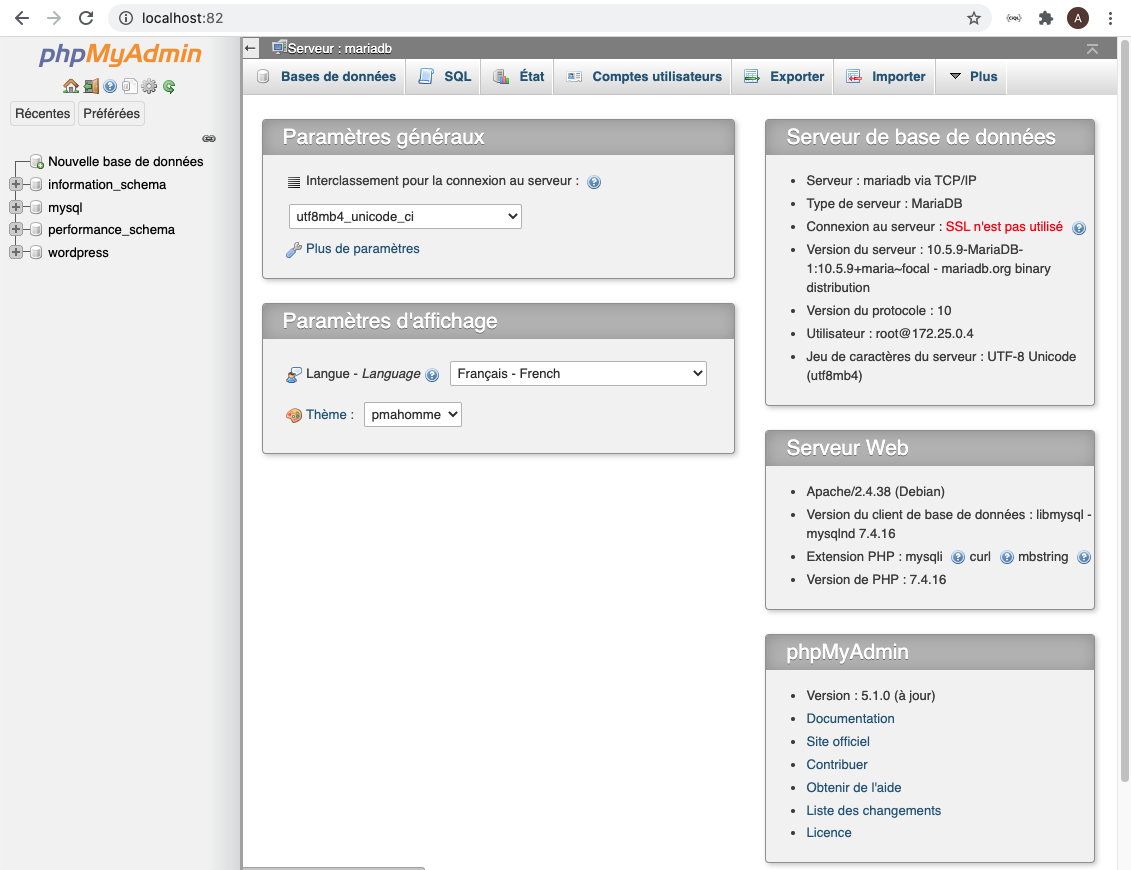 localhost:82
A
phpMyAdmin
Récentes
Préférées
Nouvelle base de données
information_schema
mysql
performance_schema
wordpress
Serveur : mariadb
Bases de données
SQL
État
Comptes utilisateurs
Exporter
Importer
Plus
Paramètres généraux
Interclassement pour la connexion au serveur :
utf8mb4_unicode_ci
Plus de paramètres
Paramètres d'affichage
Langue - Language
Français - French
Thème :
pmahomme
Serveur de base de données
Serveur : mariadb via TCP/IP
Type de serveur : MariaDB
Connexion au serveur : SSL n'est pas utilisé
Version du serveur : 10.5.9-MariaDB-
1:10.5.9+maria~focal - mariadb.org binary
distribution
Version du protocole : 10
Utilisateur : root@172.25.0.4
Jeu de caractères du serveur : UTF-8 Unicode
(utf8mb4)
Serveur Web
Apache/2.4.38 (Debian)
Version du client de base de données : libmysql -
mysqlnd 7.4.16
Extension PHP : mysqli curl mbstring
Version de PHP : 7.4.16
phpMyAdmin
Version : 5.1.0 (à jour)
Documentation
Site officiel
Contribuer
Obtenir de l'aide
Liste des changements
Licence